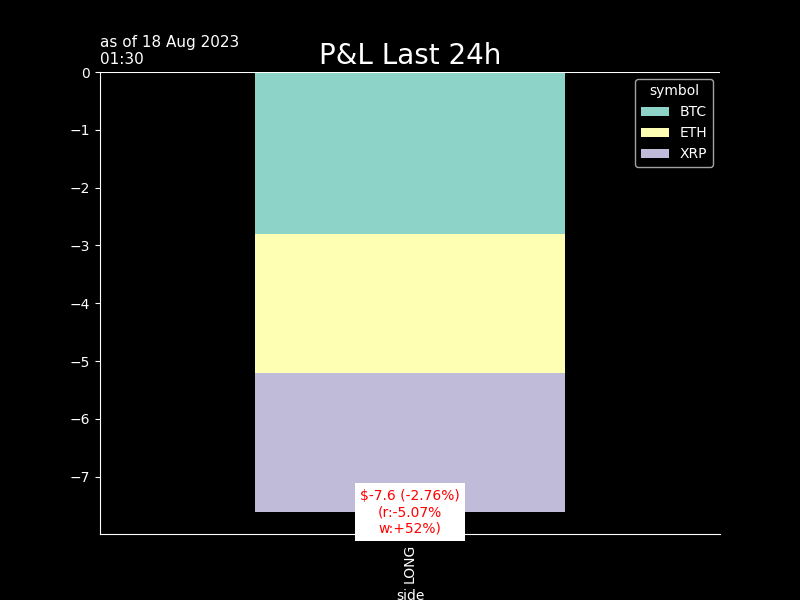 as of 18 Aug 2023
01:30
P&L Last 24h
0
−1
−2
−3
−4
−5
−6
−7
symbol
BTC
ETH
XRP
$-7.6 (-2.76%)
(r:-5.07%
w:+52%)
LONG
side